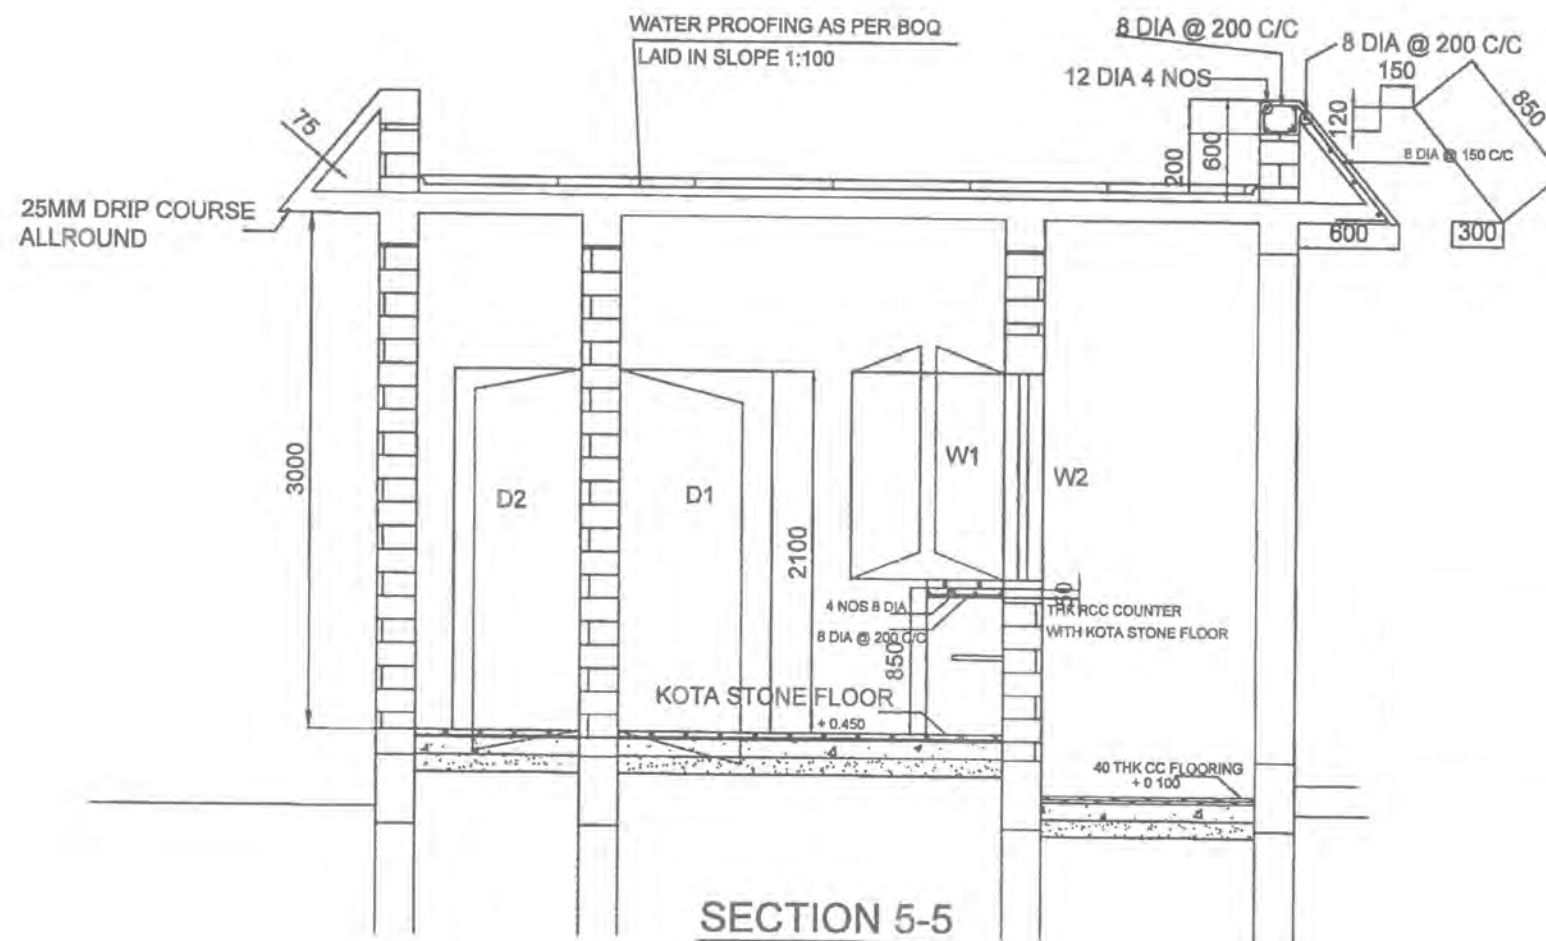 WATER PROOFING AS PER BOQ
LAID IN SLOPE 1:100
8 DIA @ 200 C/C
8 DIA @ 200 C/C
12 DIA 4 NOS
150
850
120
75
200
600
8 DIA @ 150 C/C
25MM DRIP COURSE
ALLROUND
600
300
3000
D2
D1
W1
W2
2100
50
4 NOS 8 DIA
THK RCC COUNTER
8 DIA @ 200 C/C
WITH KOTA STONE FLOOR
850
KOTA STONE FLOOR
+ 0.450
40 THK CC FLOORING
+ 0 100
SECTION 5-5